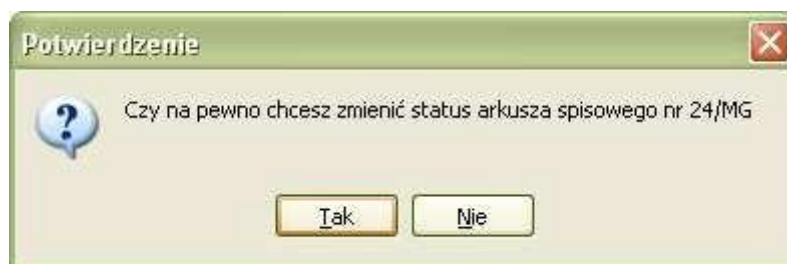 Potwierdzenie
Czy na pewno chcesz zmienić status arkusza spisowego nr 24/MG
Tak
Nie